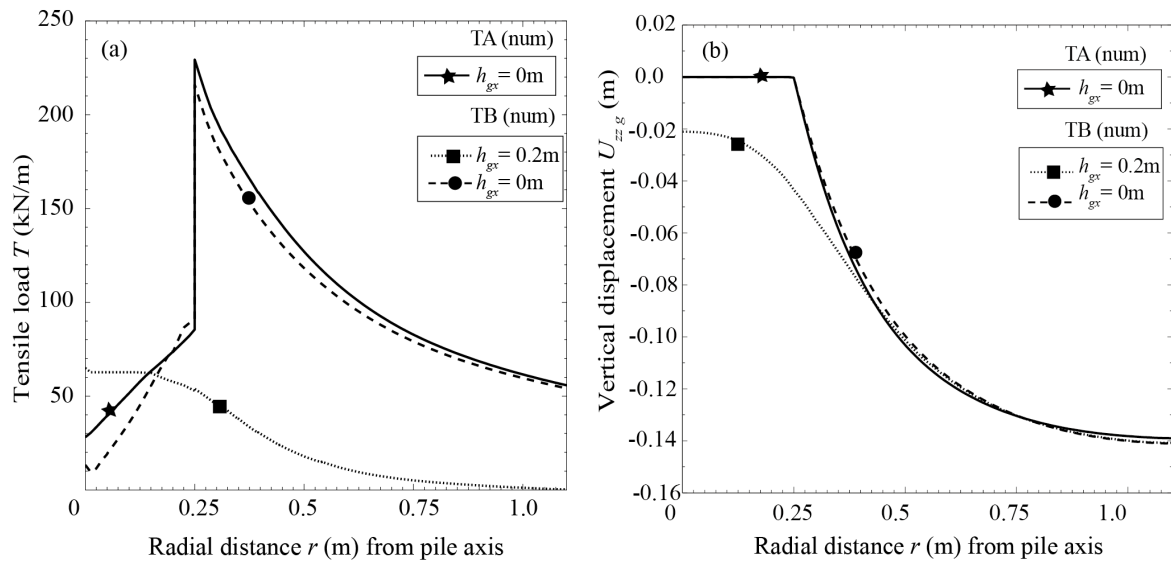 (a)
TA (num)
h_gx = 0m
TB (num)
h_gx = 0.2m
h_gx = 0m
250
200
150
100
50
0
0.25
0.5
0.75
1.0
Tensile load T (kN/m)
Radial distance r (m) from pile axis
(b)
TA (num)
h_gx = 0m
TB (num)
h_gx = 0.2m
h_gx = 0m
0.02
0.0
-0.02
-0.04
-0.06
-0.08
-0.10
-0.12
-0.14
-0.16
0
0.25
0.50
0.75
1.0
Vertical displacement U_zz g (m)
Radial distance r (m) from pile axis